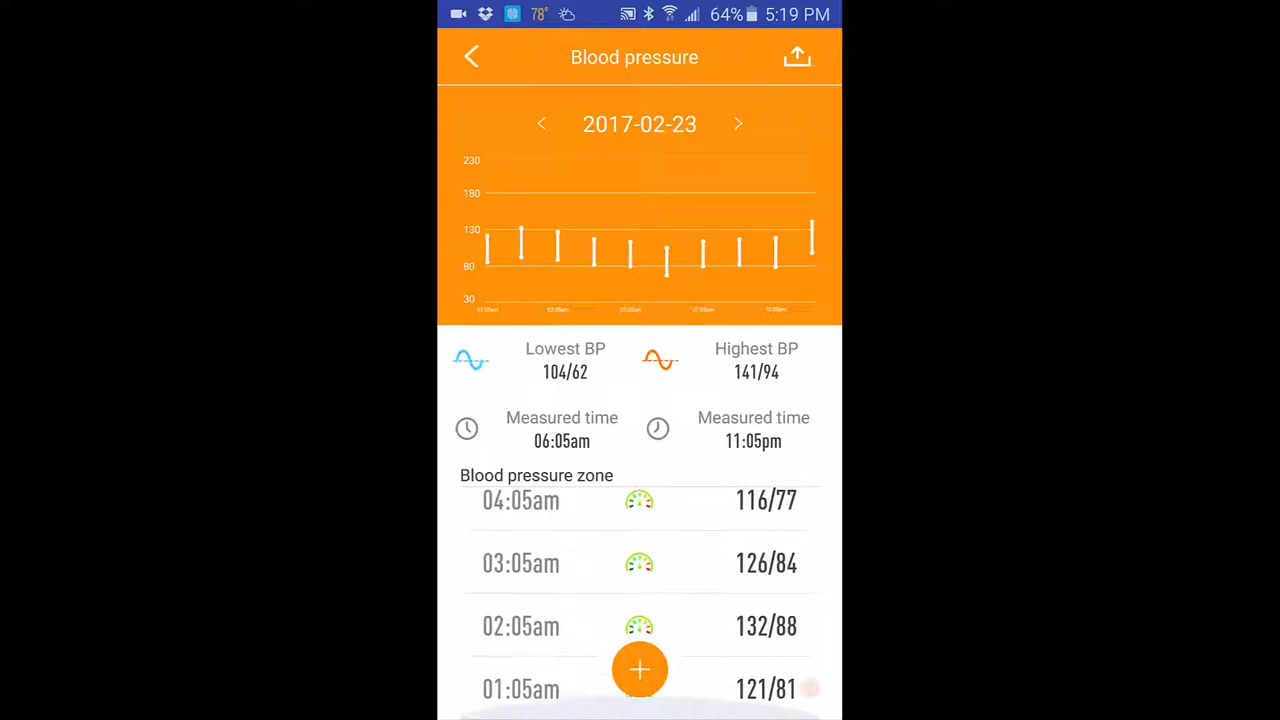 78° 64% 5:19 PM
Blood pressure
2017-02-23
230
180
130
80
30
Lowest BP Highest BP
104/62 141/94
Measured time Measured time
06:05am 11:05pm
Blood pressure zone
04:05am 116/77
03:05am 126/84
02:05am 132/88
01:05am 121/81